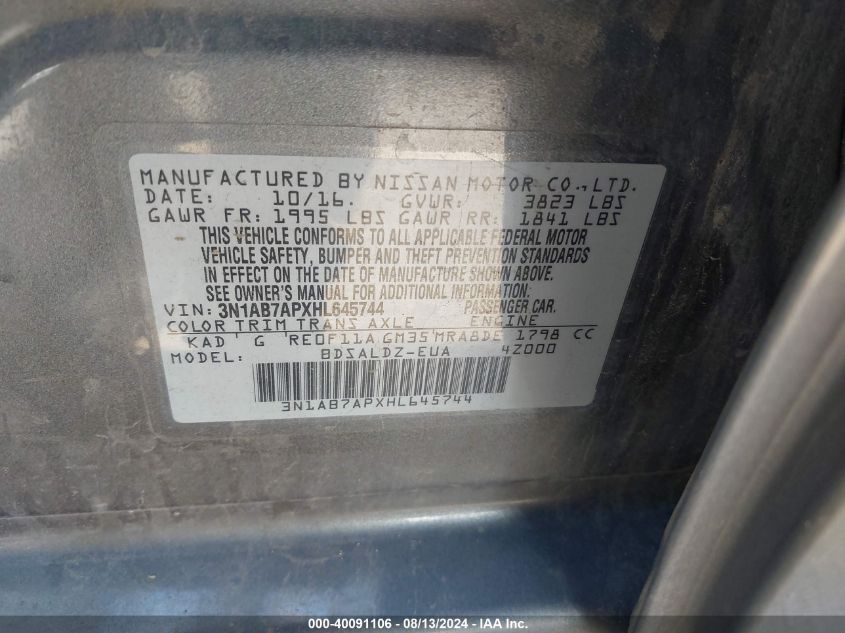 MANUFACTURED BY NISSAN MOTOR CO.,LTD.
DATE: 10/16. GVWR: 3823 LBS
GAWR FR: 1995 LBS GAWR RR: 1841 LBS
THIS VEHICLE CONFORMS TO ALL APPLICABLE FEDERAL MOTOR
VEHICLE SAFETY, BUMPER AND THEFT PREVENTION STANDARDS
IN EFFECT ON THE DATE OF MANUFACTURE SHOWN ABOVE.
SEE OWNER'S MANUAL FOR ADDITIONAL INFORMATION.
VIN: 3N1AB7APXHL645744 PASSENGER CAR.
COLOR TRIM TRANS AXLE ENGINE
KAD G RE0F11A GM35 MRA8DE 1798 CC
MODEL: BDSALDZ-EUA 4Z000
3N1AB7APXHL645744
000-40091106 - 08/13/2024 - IAA Inc.